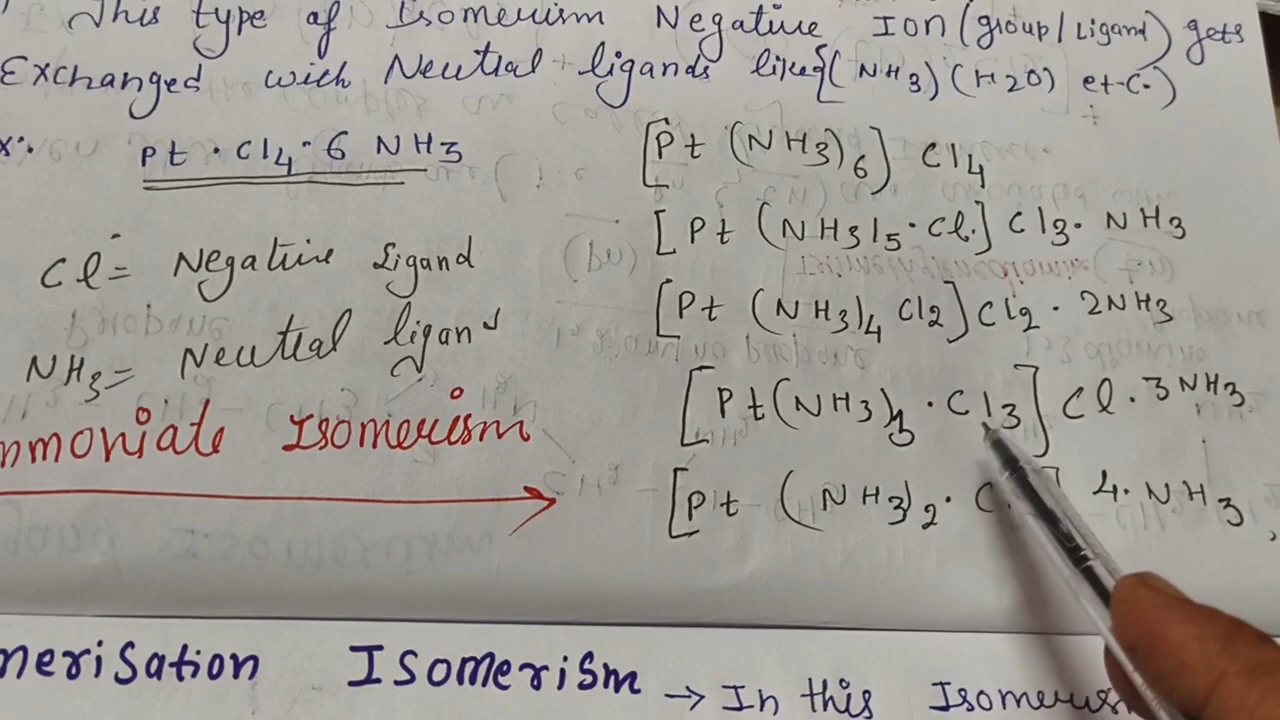 This type of Isomerism Negative Ion (group/Ligand) gets
Exchanged with Neutral ligands like{(NH3)(H2O) et-c.)
Pt · Cl4 · 6 NH3
[Pt (NH3)6] Cl4
[Pt (NH3)5 · Cl.] Cl3 · NH3
Cl⁻ = Negative Ligand
[Pt (NH3)4 Cl2] Cl2 · 2NH3
NH3 = Neutral ligand
[Pt(NH3)3 · Cl3] Cl · 3NH3
mmoniate Isomerism
[Pt (NH3)2 · C ] 4 · NH3,
nerisation Isomerism → In this Isomeris